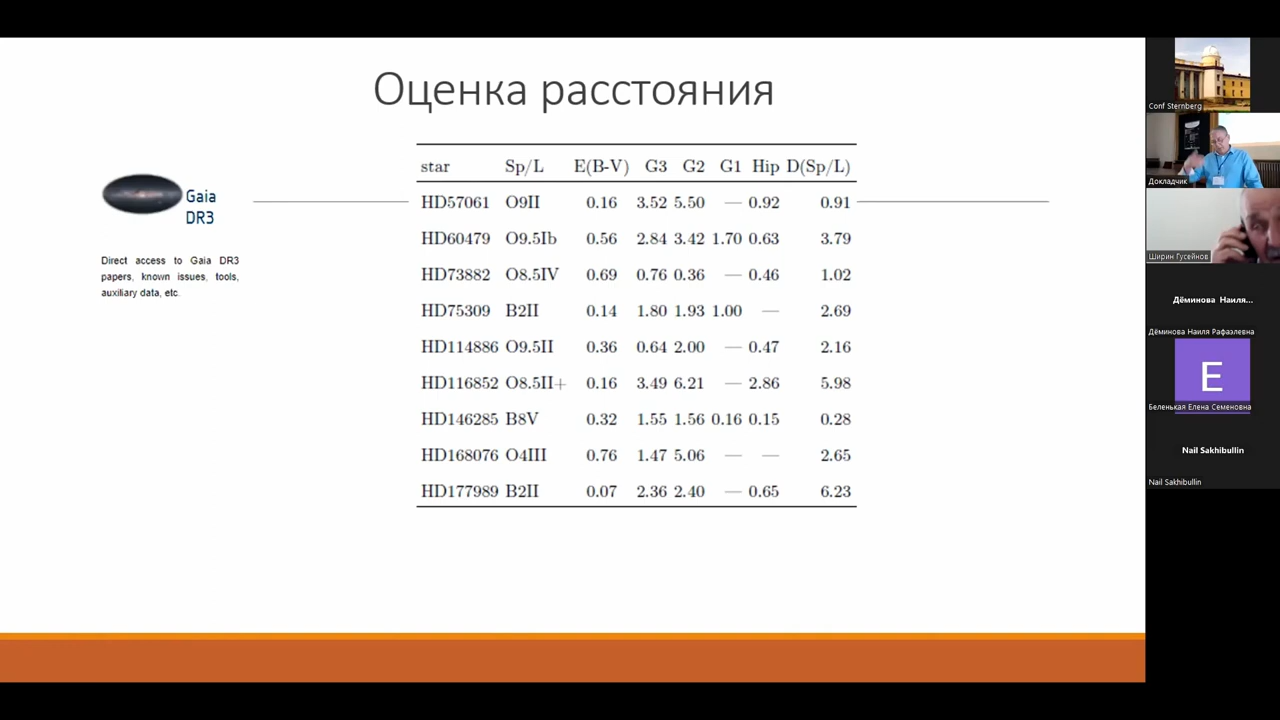 Оценка расстояния
Gaia
DR3
Direct access to Gaia DR3
papers, known issues, tools,
auxiliary data, etc.
star Sp/L E(B-V) G3 G2 G1 Hip D(Sp/L)
HD57061 O9II 0.16 3.52 5.50 — 0.92 0.91
HD60479 O9.5Ib 0.56 2.84 3.42 1.70 0.63 3.79
HD73882 O8.5IV 0.69 0.76 0.36 — 0.46 1.02
HD75309 B2II 0.14 1.80 1.93 1.00 — 2.69
HD114886 O9.5II 0.36 0.64 2.00 — 0.47 2.16
HD116852 O8.5II+ 0.16 3.49 6.21 — 2.86 5.98
HD146285 B8V 0.32 1.55 1.56 0.16 0.15 0.28
HD168076 O4III 0.76 1.47 5.06 — — 2.65
HD177989 B2II 0.07 2.36 2.40 — 0.65 6.23
Conf Sternberg
Докладчик
Ширин Гусейнов
Дёминова Наиля...
Дёминова Наиля Рафаэлевна
E
Беленькая Елена Семеновна
Nail Sakhibullin
Nail Sakhibullin